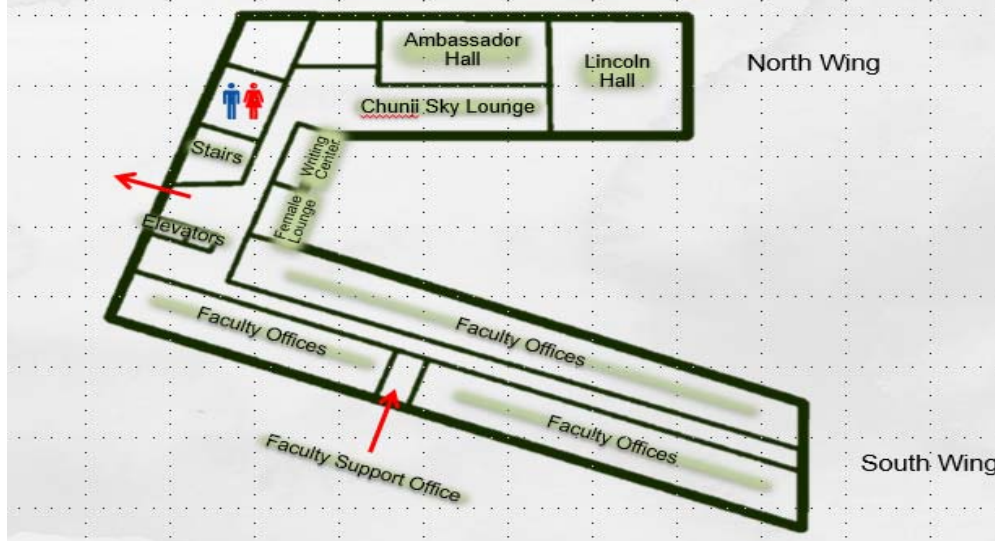 Ambassador
Hall
Lincoln
Hall
North Wing
Chunji Sky Lounge
Writing
Center
Stairs
Female
Lounge
Elevators
Faculty Offices
Faculty Offices
Faculty Offices
Faculty Support Office
South Wing